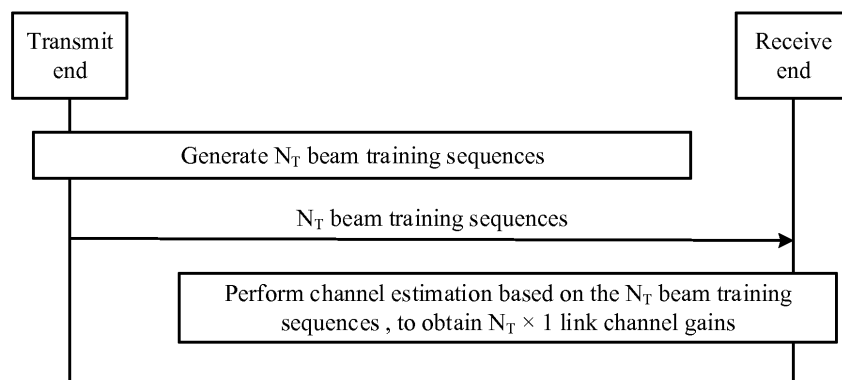 Transmit
end
Receive
end
Generate N_T beam training sequences
N_T beam training sequences
Perform channel estimation based on the N_T beam training
sequences , to obtain N_T × 1 link channel gains